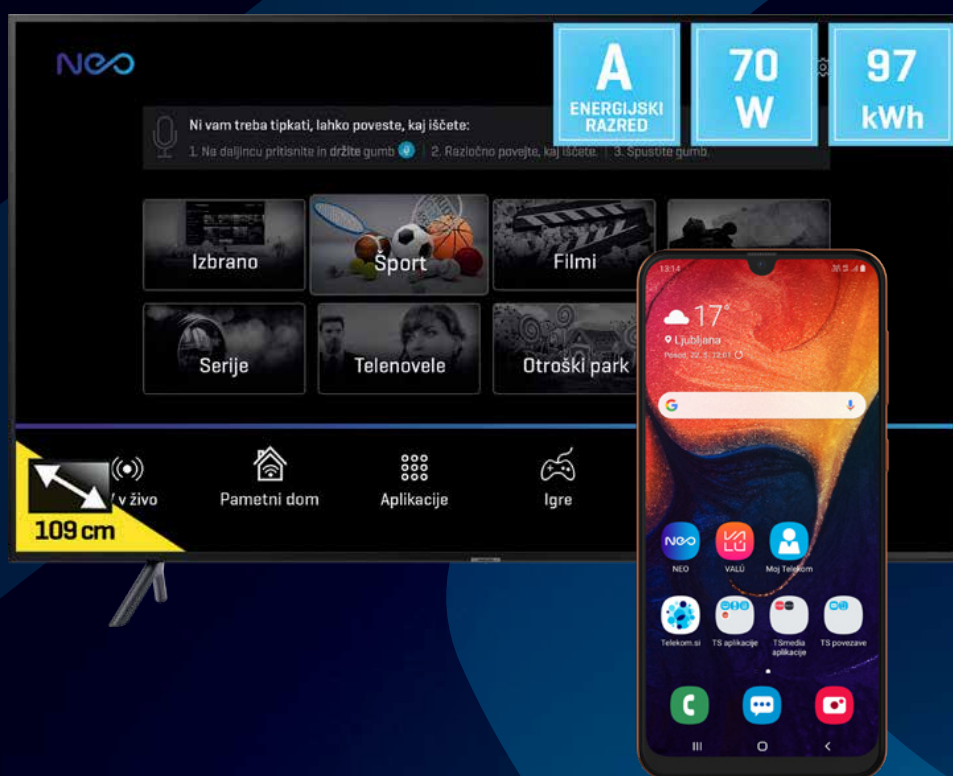 NEO
A
ENERGIJSKI
RAZRED
70
W
97
kWh
Ni vam treba tipkati, lahko poveste, kaj iščete:
1. Na daljincu pritisnite in držite gumb
2. Razločno povejte, kaj iščete.
3. Spustite gumb.
Izbrano
Šport
Filmi
Serije
Telenovele
Otroški park
v živo
Pametni dom
Aplikacije
Igre
109 cm
13:14
17°
Ljubljana
NEO
VALÚ
Moj Telekom
Telekom.si
TS aplikacije
TSmedia
aplikacije
TS povezave